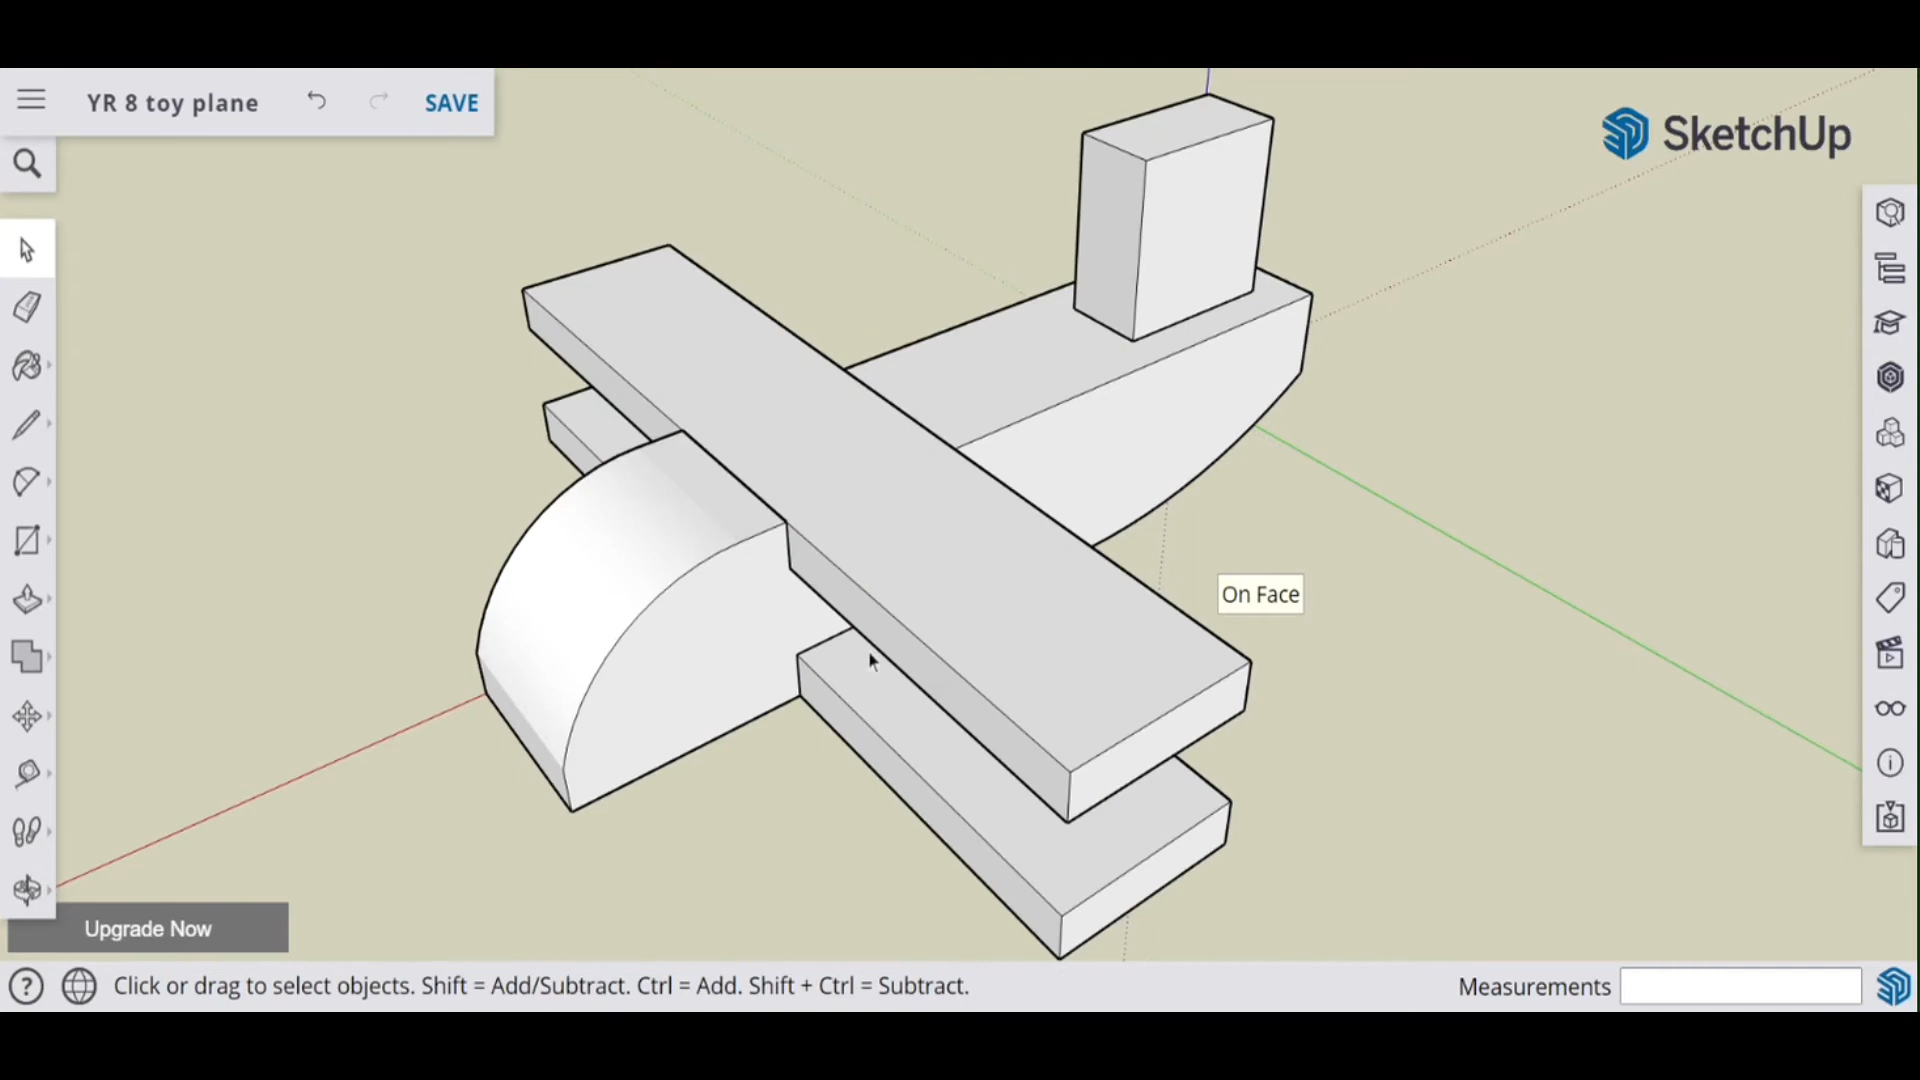 YR 8 toy plane
SAVE
SketchUp
On Face
Upgrade Now
Click or drag to select objects. Shift = Add/Subtract. Ctrl = Add. Shift + Ctrl = Subtract.
Measurements